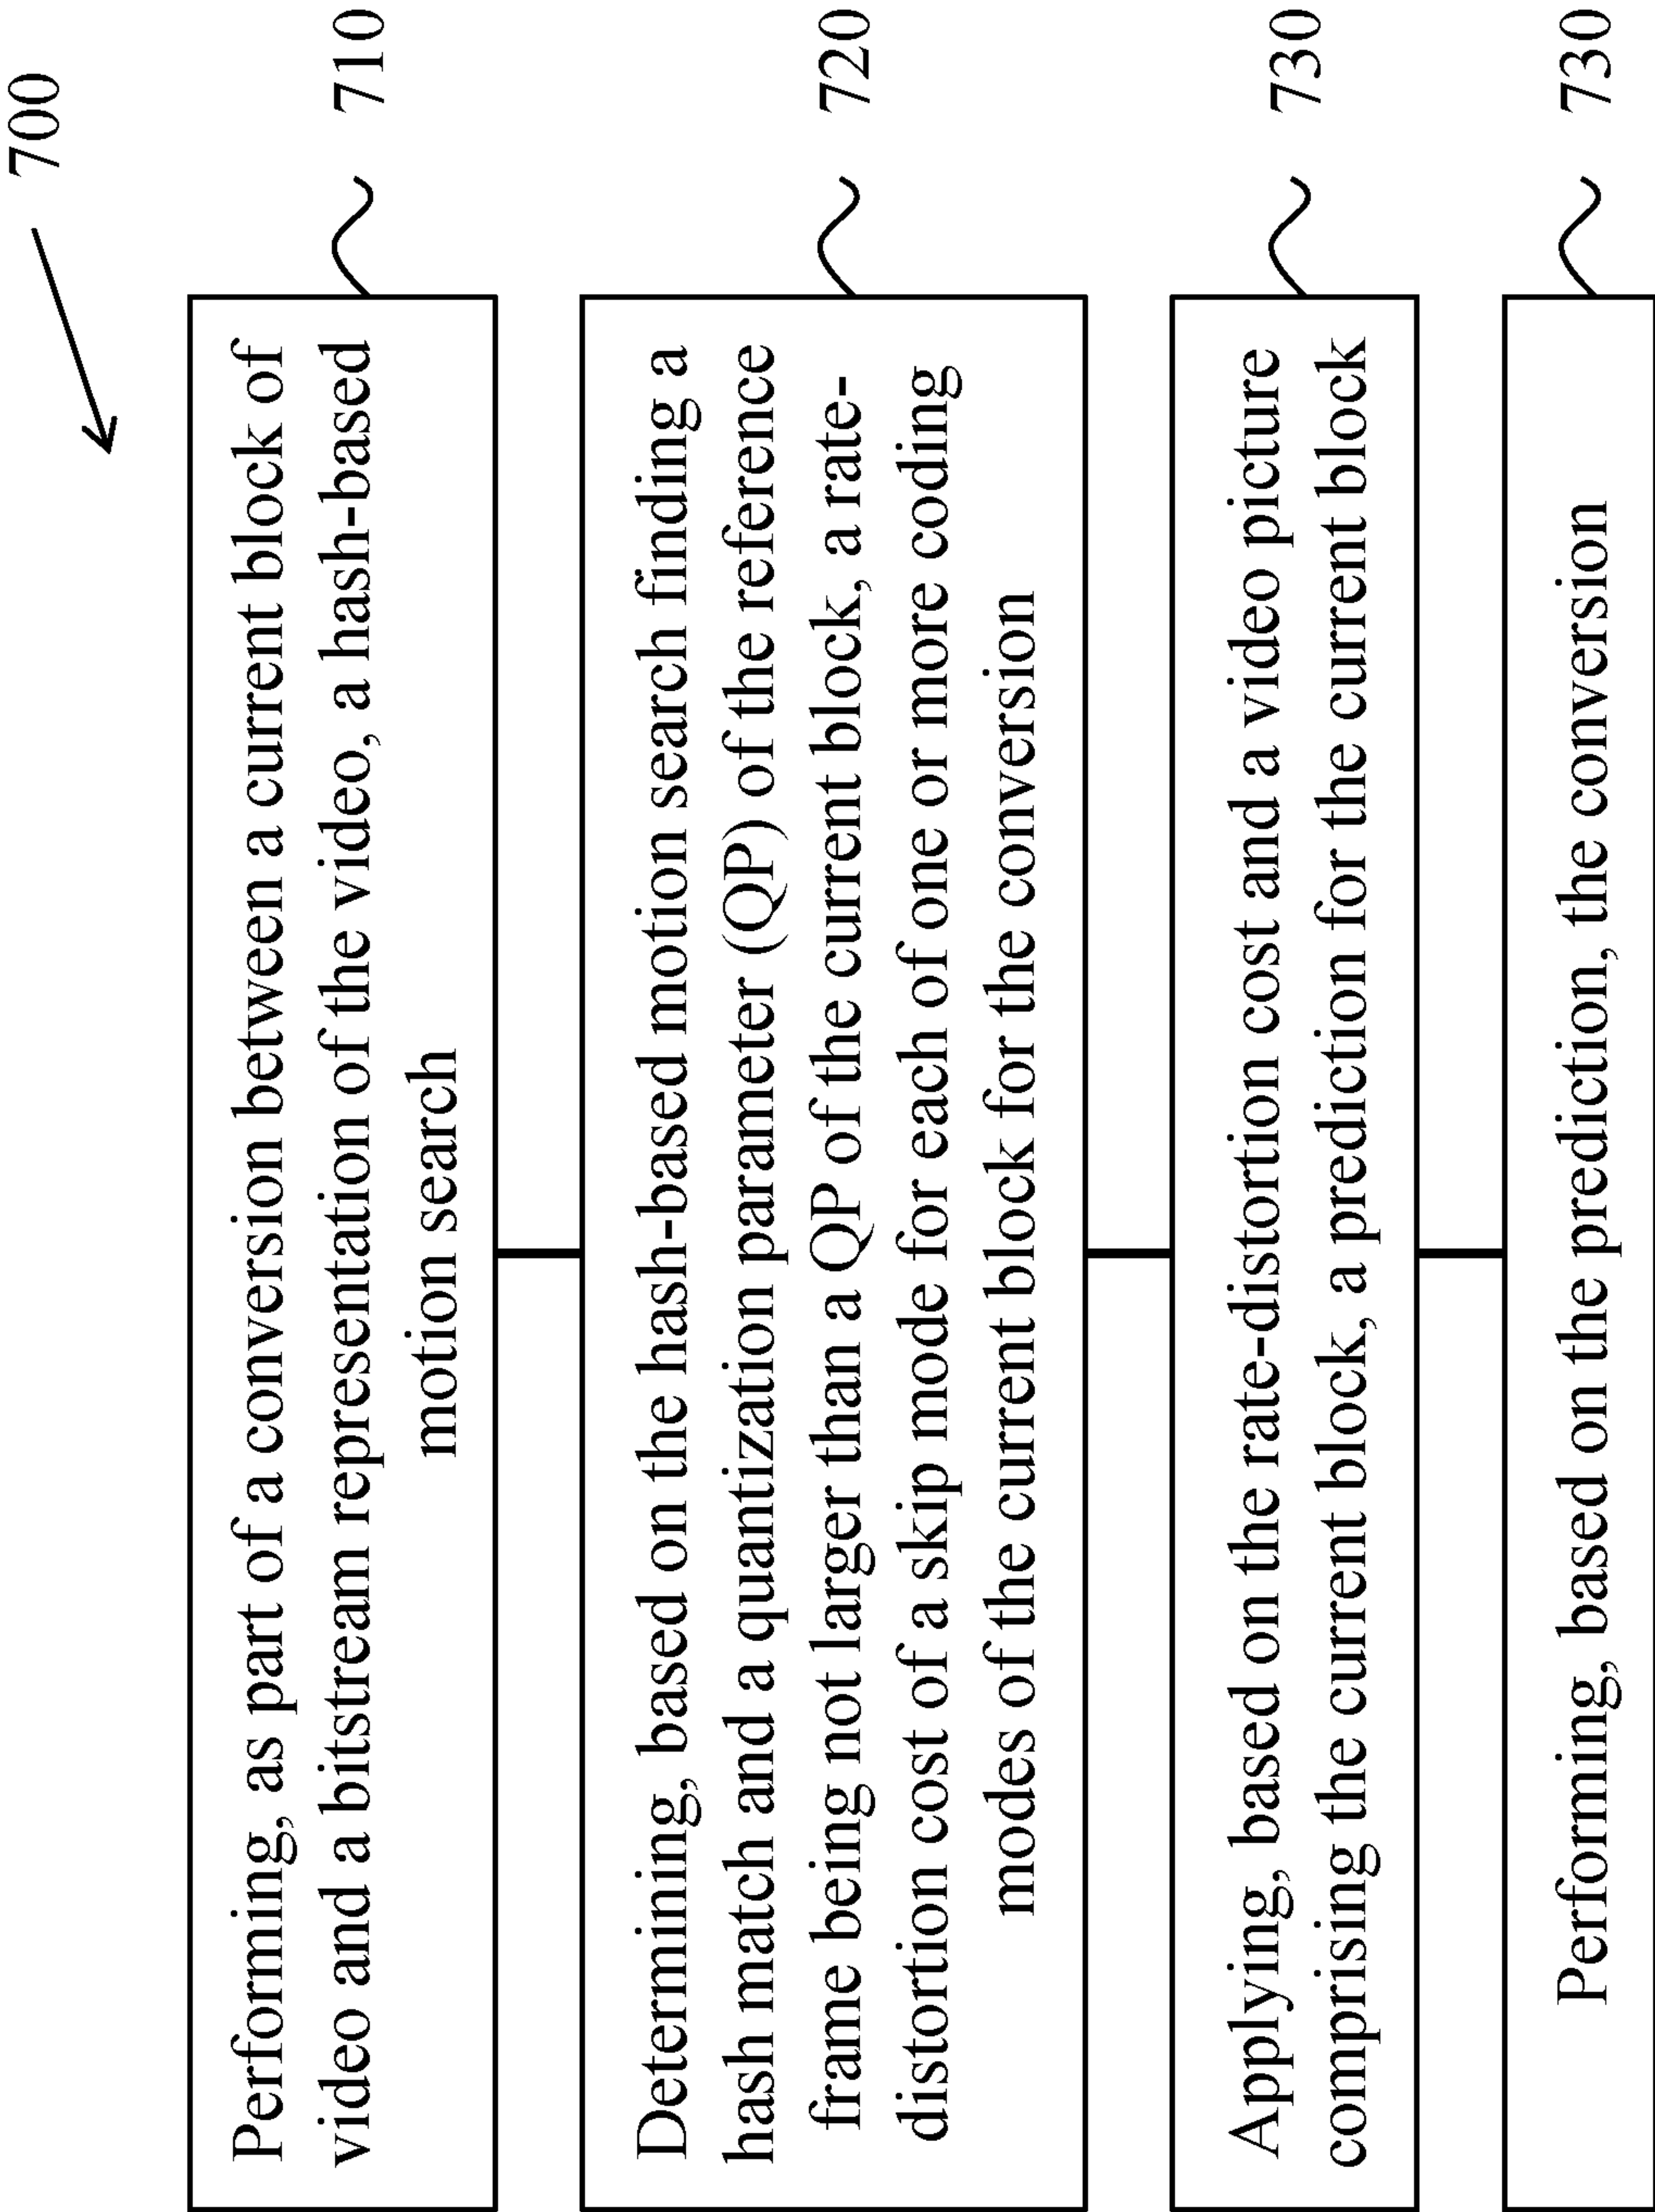 700
Performing, as part of a conversion between a current block of
video and a bitstream representation of the video, a hash-based
motion search
710
Determining, based on the hash-based motion search finding a
hash match and a quantization parameter (QP) of the reference
frame being not larger than a QP of the current block, a rate-
distortion cost of a skip mode for each of one or more coding
modes of the current block for the conversion
720
Applying, based on the rate-distortion cost and a video picture
comprising the current block, a prediction for the current block
730
Performing, based on the prediction, the conversion
730